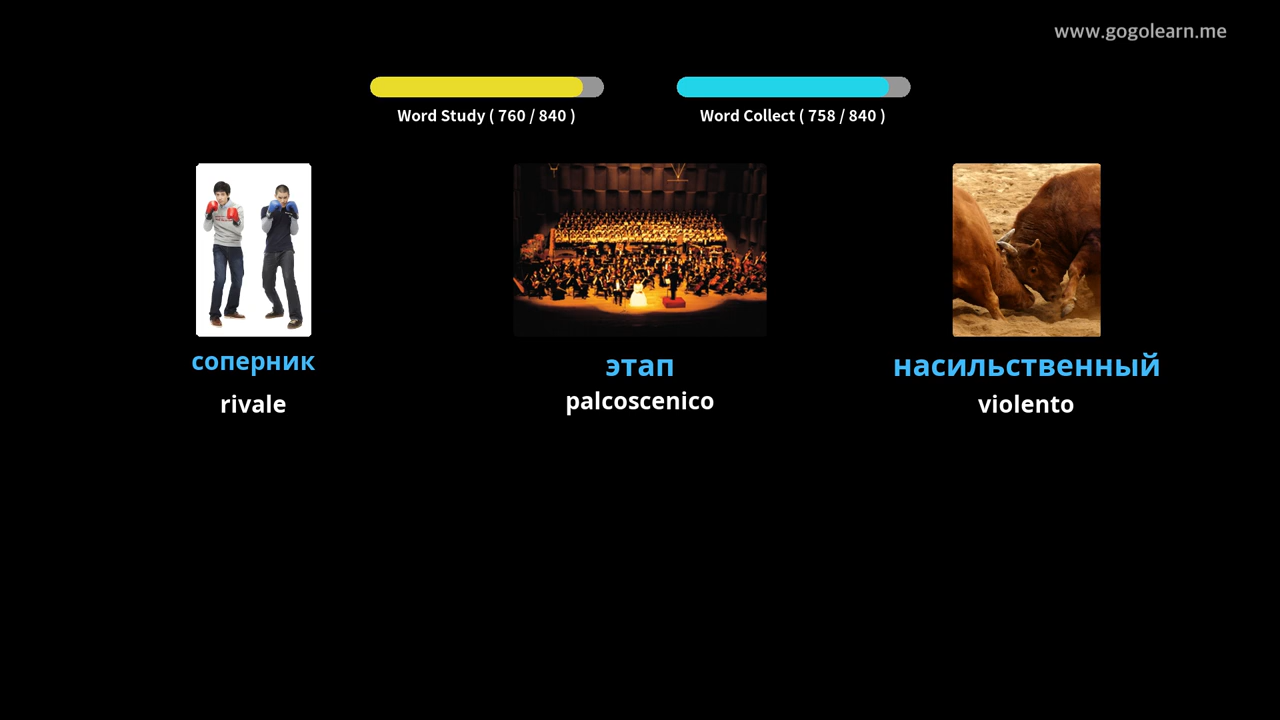 www.gogolearn.me
Word Study ( 760 / 840 )
Word Collect ( 758 / 840 )
соперник
rivale
этап
palcoscenico
насильственный
violento